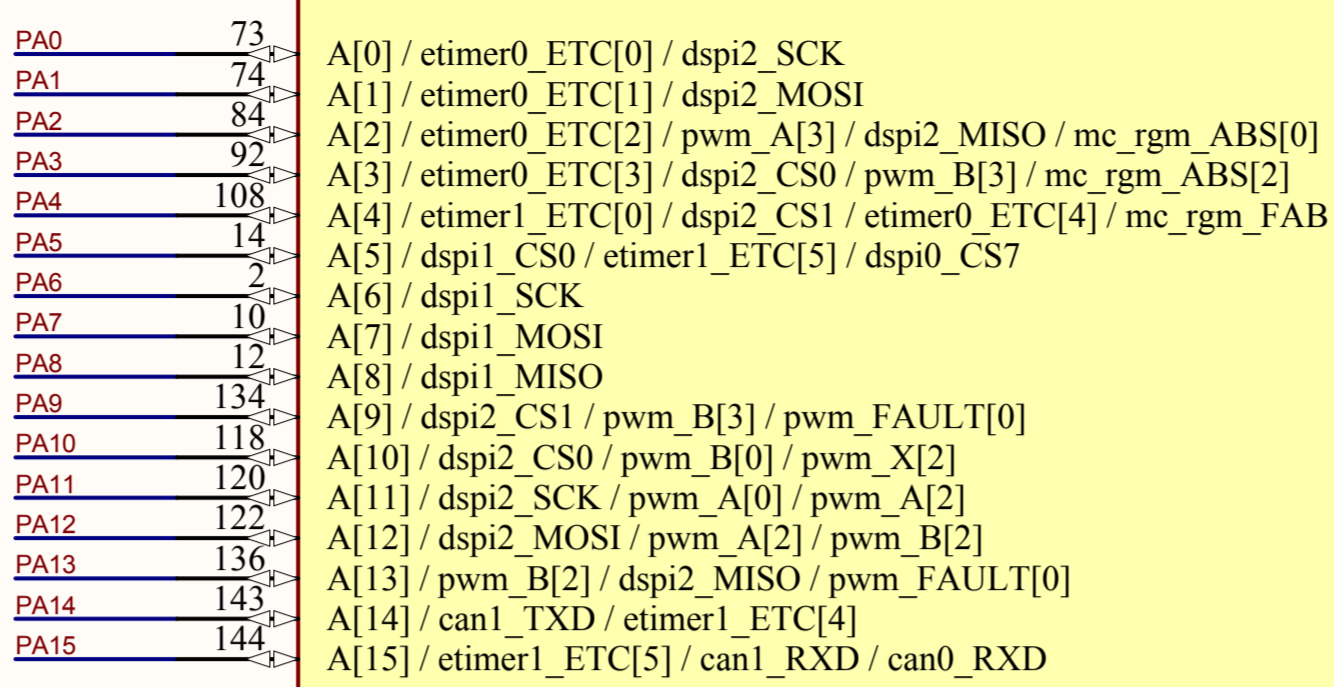 PA0 73 A[0] / etimer0_ETC[0] / dspi2_SCK
PA1 74 A[1] / etimer0_ETC[1] / dspi2_MOSI
PA2 84 A[2] / etimer0_ETC[2] / pwm_A[3] / dspi2_MISO / mc_rgm_ABS[0]
PA3 92 A[3] / etimer0_ETC[3] / dspi2_CS0 / pwm_B[3] / mc_rgm_ABS[2]
PA4 108 A[4] / etimer1_ETC[0] / dspi2_CS1 / etimer0_ETC[4] / mc_rgm_FAB
PA5 14 A[5] / dspi1_CS0 / etimer1_ETC[5] / dspi0_CS7
PA6 2 A[6] / dspi1_SCK
PA7 10 A[7] / dspi1_MOSI
PA8 12 A[8] / dspi1_MISO
PA9 134 A[9] / dspi2_CS1 / pwm_B[3] / pwm_FAULT[0]
PA10 118 A[10] / dspi2_CS0 / pwm_B[0] / pwm_X[2]
PA11 120 A[11] / dspi2_SCK / pwm_A[0] / pwm_A[2]
PA12 122 A[12] / dspi2_MOSI / pwm_A[2] / pwm_B[2]
PA13 136 A[13] / pwm_B[2] / dspi2_MISO / pwm_FAULT[0]
PA14 143 A[14] / can1_TXD / etimer1_ETC[4]
PA15 144 A[15] / etimer1_ETC[5] / can1_RXD / can0_RXD